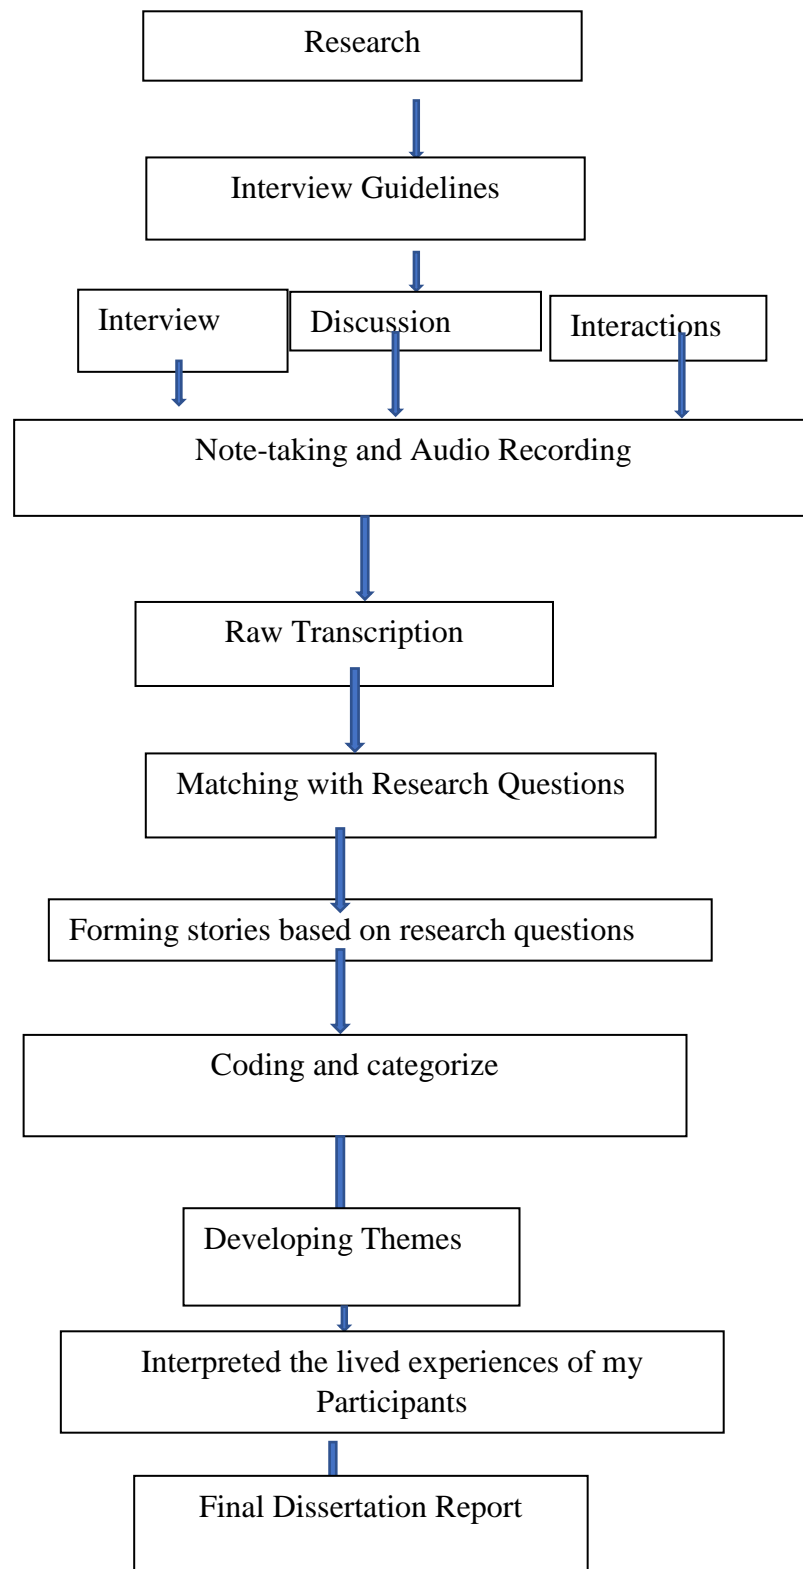 Research
Interview Guidelines
Interview
Discussion
Interactions
Note-taking and Audio Recording
Raw Transcription
Matching with Research Questions
Forming stories based on research questions
Coding and categorize
Developing Themes
Interpreted the lived experiences of my
Participants
Final Dissertation Report